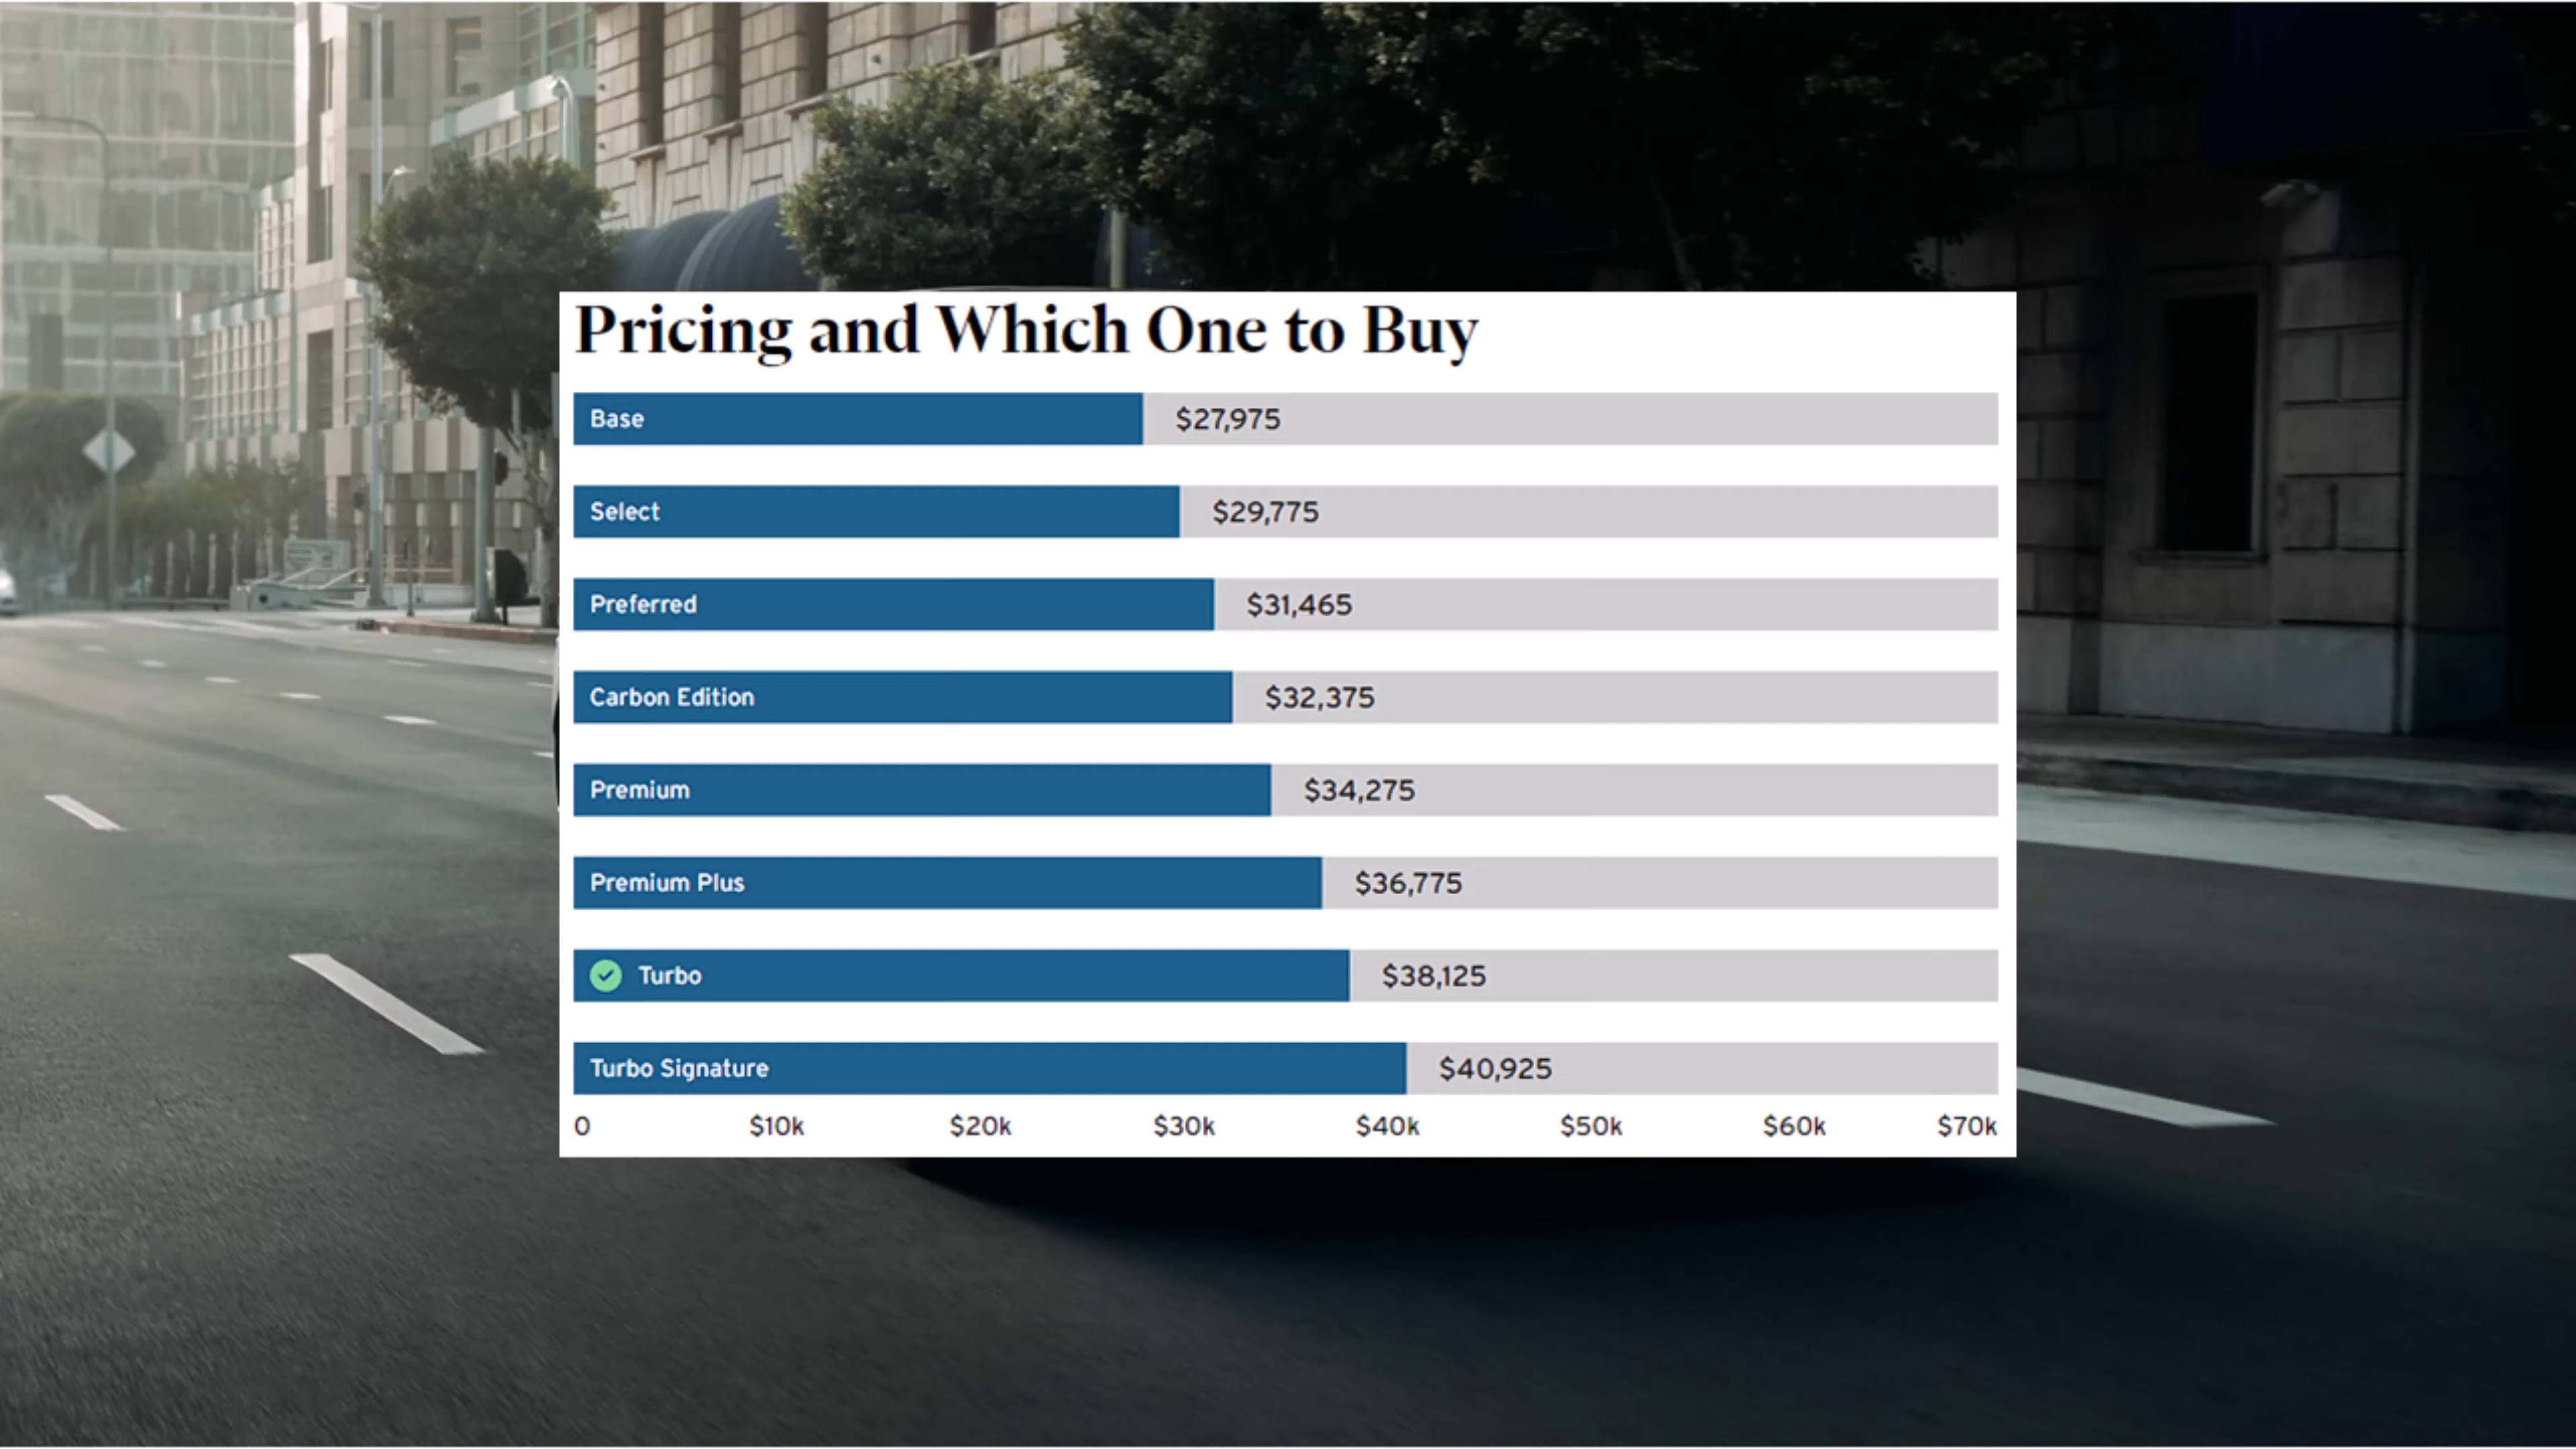 Pricing and Which One to Buy
Base $27,975
Select $29,775
Preferred $31,465
Carbon Edition $32,375
Premium $34,275
Premium Plus $36,775
Turbo $38,125
Turbo Signature $40,925
0 $10k $20k $30k $40k $50k $60k $70k